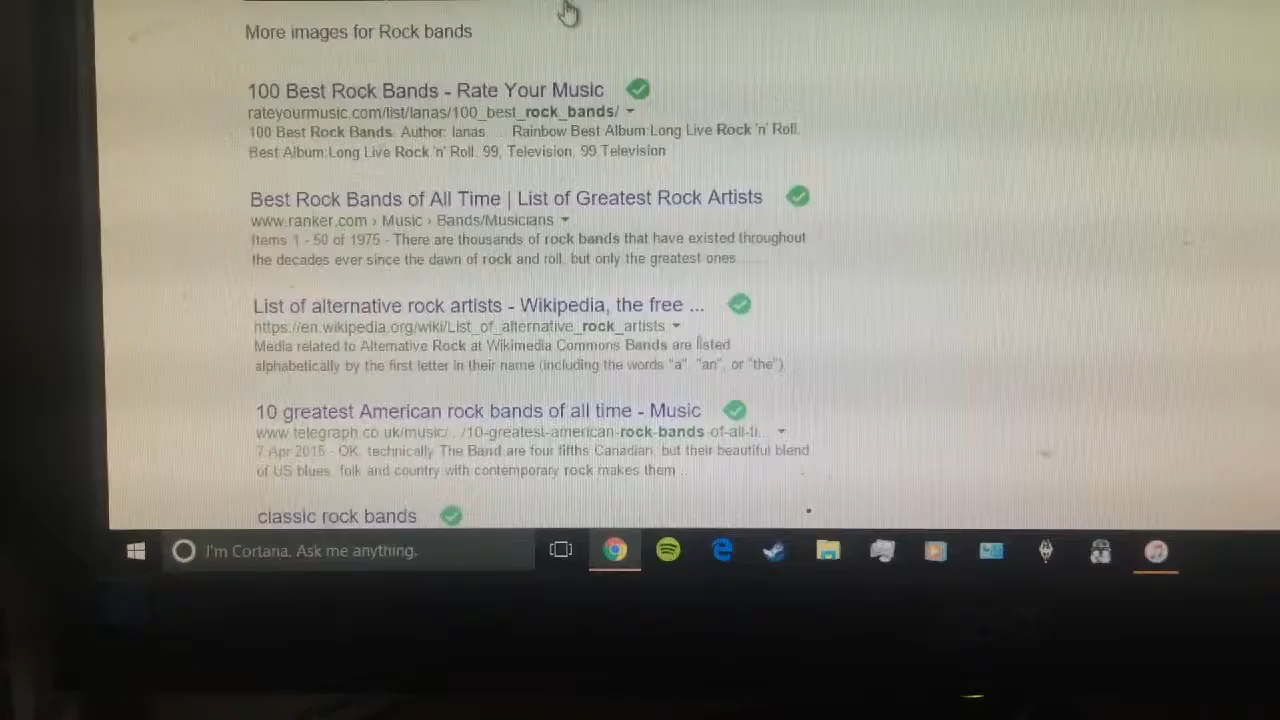 More images for Rock bands
100 Best Rock Bands - Rate Your Music
rateyourmusic.com/list/lanas/100_best_rock_bands/
100 Best Rock Bands. Author: lanas. ... Rainbow Best Album:Long Live Rock 'n' Roll.
Best Album:Long Live Rock 'n' Roll. 99, Television, 99.Television
Best Rock Bands of All Time | List of Greatest Rock Artists
www.ranker.com › Music › Bands/Musicians
Items 1 - 50 of 1975 - There are thousands of rock bands that have existed throughout
the decades ever since the dawn of rock and roll, but only the greatest ones ...
List of alternative rock artists - Wikipedia, the free ...
https://en.wikipedia.org/wiki/List_of_alternative_rock_artists
Media related to Alternative Rock at Wikimedia Commons Bands are listed
alphabetically by the first letter in their name (including the words "a", "an", or "the")
10 greatest American rock bands of all time - Music
www.telegraph.co.uk/music/.../10-greatest-american-rock-bands-of-all-ti...
7 Apr 2015 - OK, technically The Band are four fifths Canadian, but their beautiful blend
of US blues, folk and country with contemporary rock makes them ...
classic rock bands
I'm Cortana. Ask me anything.